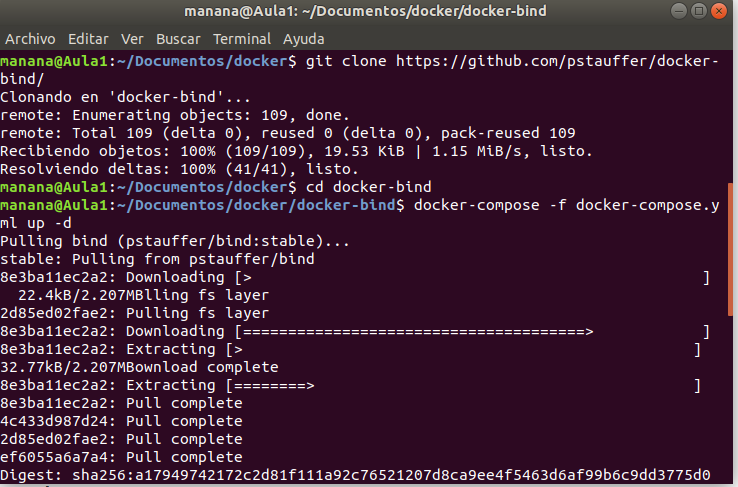 manana@Aula1: ~/Documentos/docker/docker-bind
Archivo Editar Ver Buscar Terminal Ayuda
manana@Aula1:~/Documentos/docker$ git clone https://github.com/pstauffer/docker-
bind/
Clonando en 'docker-bind'...
remote: Enumerating objects: 109, done.
remote: Total 109 (delta 0), reused 0 (delta 0), pack-reused 109
Recibiendo objetos: 100% (109/109), 19.53 KiB | 1.15 MiB/s, listo.
Resolviendo deltas: 100% (41/41), listo.
manana@Aula1:~/Documentos/docker$ cd docker-bind
manana@Aula1:~/Documentos/docker/docker-bind$ docker-compose -f docker-compose.y
ml up -d
Pulling bind (pstauffer/bind:stable)...
stable: Pulling from pstauffer/bind
8e3ba11ec2a2: Downloading [>                                                  ]
  22.4kB/2.207MBlling fs layer
2d85ed02fae2: Pulling fs layer
8e3ba11ec2a2: Downloading [======================================>            ]
8e3ba11ec2a2: Extracting [>                                                  ]
32.77kB/2.207MBownload complete
8e3ba11ec2a2: Extracting [========>                                          ]
8e3ba11ec2a2: Pull complete
4c433d987d24: Pull complete
2d85ed02fae2: Pull complete
ef6055a6a7a4: Pull complete
Digest: sha256:a17949742172c2d81f111a92c76521207d8ca9ee4f5463d6af99b6c9dd3775d0